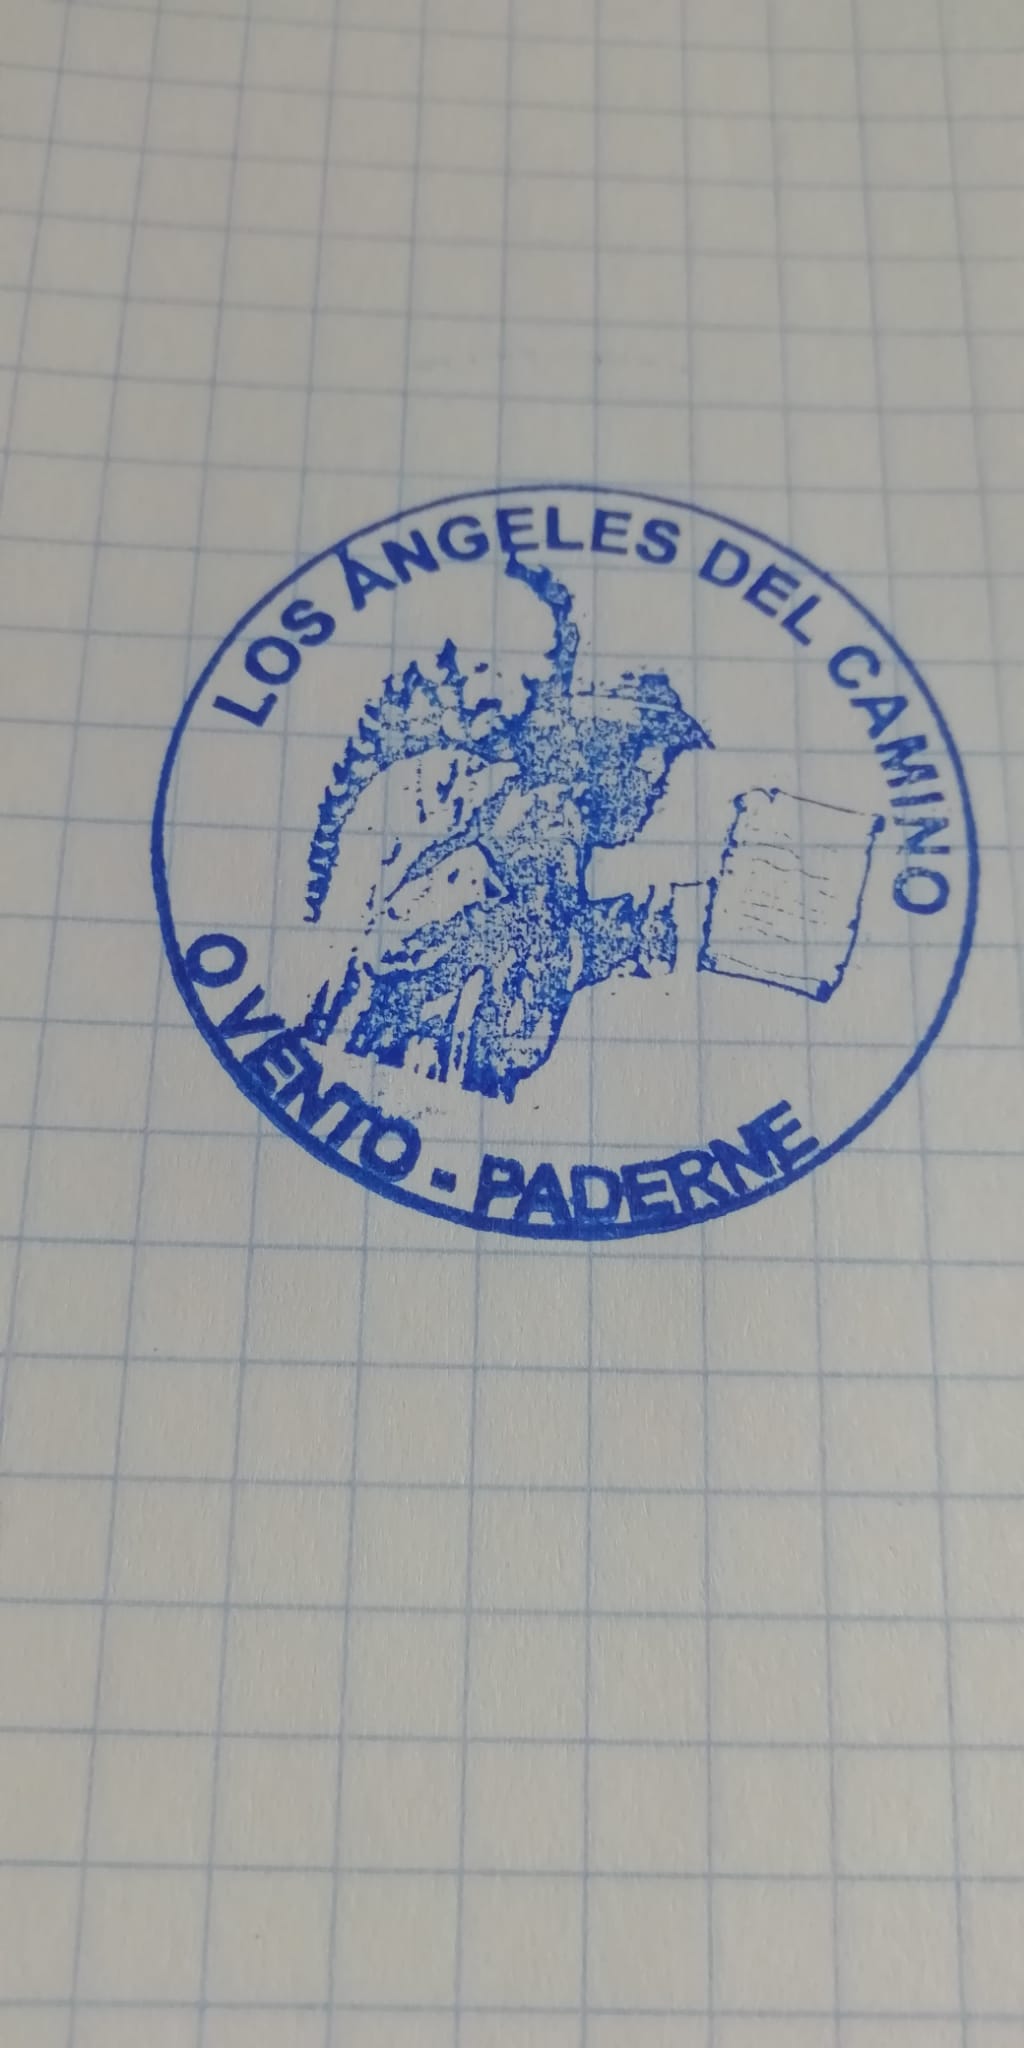 LOS ÁNGELES DEL CAMINO
O VENTO - PADERNE